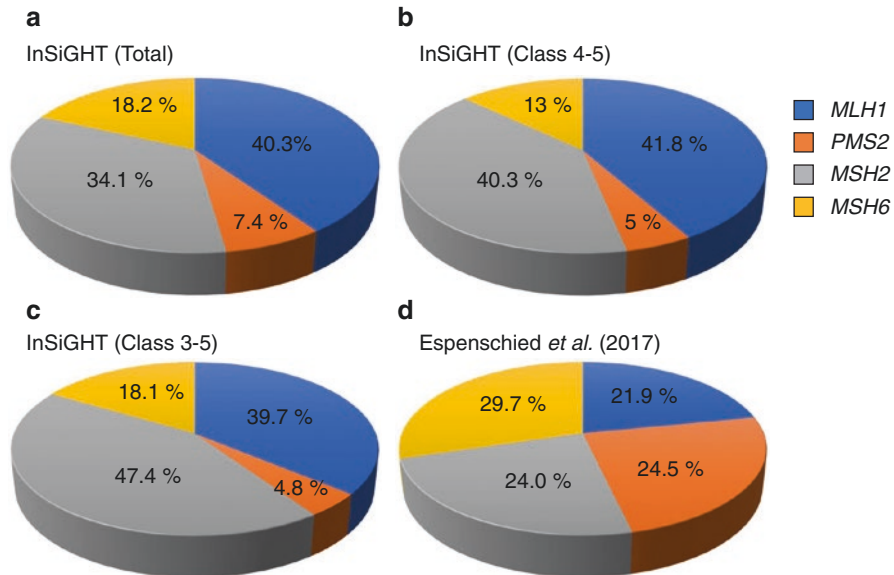 a
InSiGHT (Total)
18.2 %
40.3%
34.1 %
7.4 %
b
InSiGHT (Class 4-5)
13 %
41.8 %
40.3 %
5 %
MLH1
PMS2
MSH2
MSH6
c
InSiGHT (Class 3-5)
18.1 %
39.7 %
47.4 %
4.8 %
d
Espenschied et al. (2017)
29.7 %
21.9 %
24.0 %
24.5 %